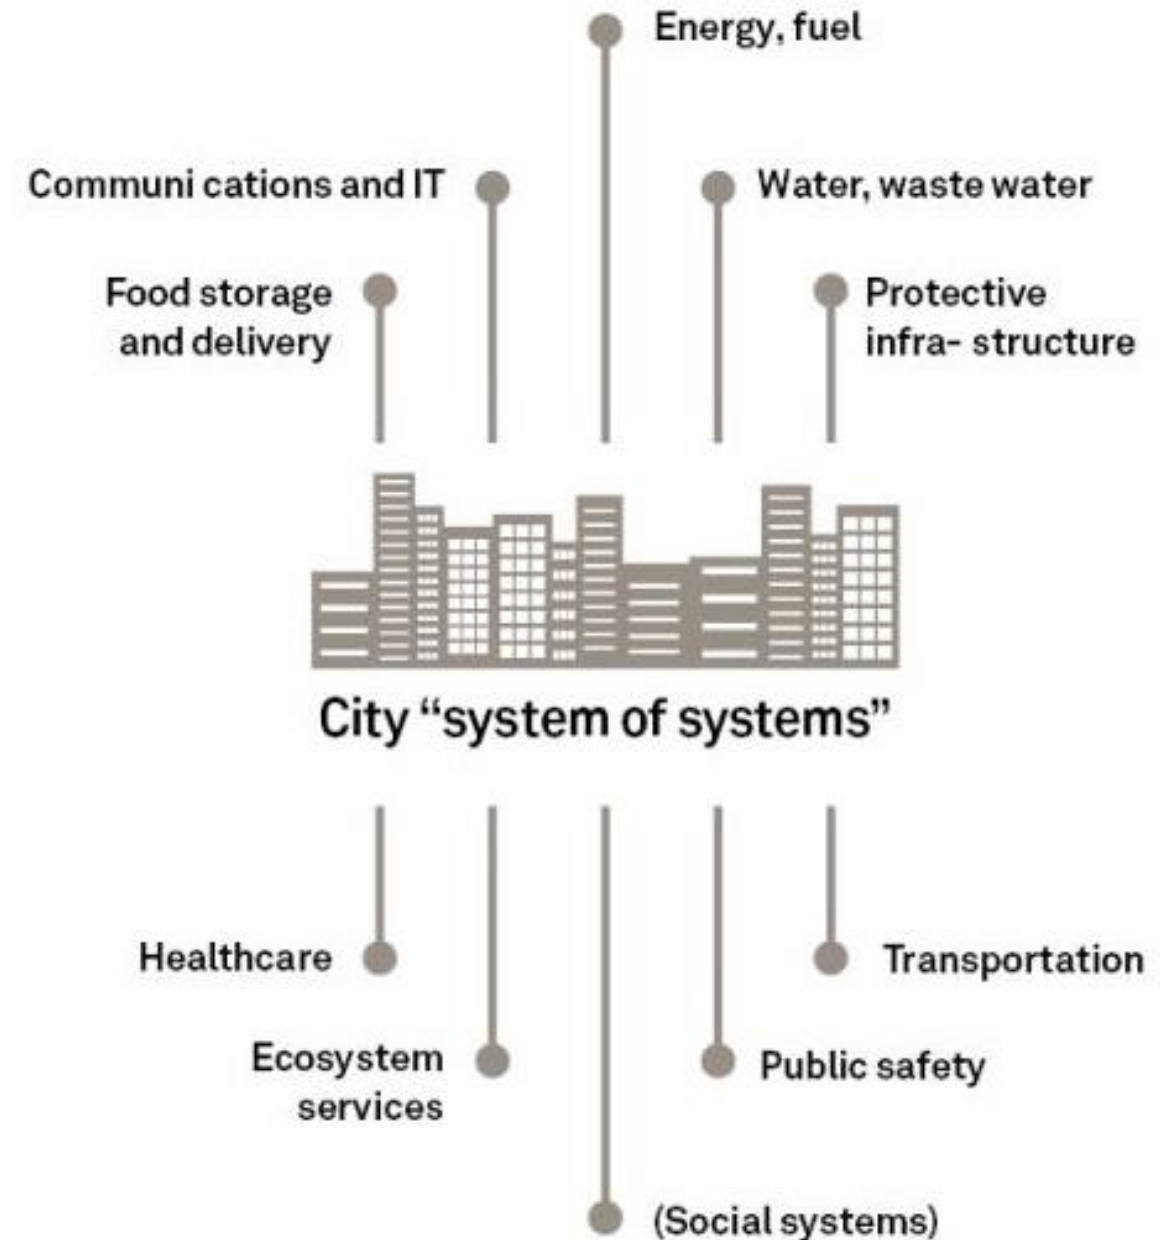 Energy, fuel
Communi cations and IT
Water, waste water
Food storage
and delivery
Protective
infra- structure
City “system of systems”
Healthcare
Transportation
Ecosystem
services
Public safety
(Social systems)